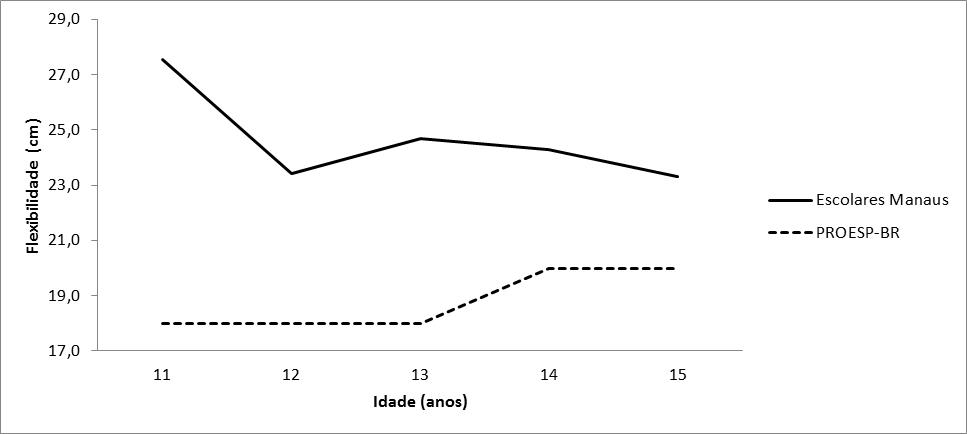 29,0
27,0
25,0
23,0
21,0
19,0
17,0
Flexibilidade (cm)
11 12 13 14 15
Idade (anos)
Escolares Manaus
PROESP-BR